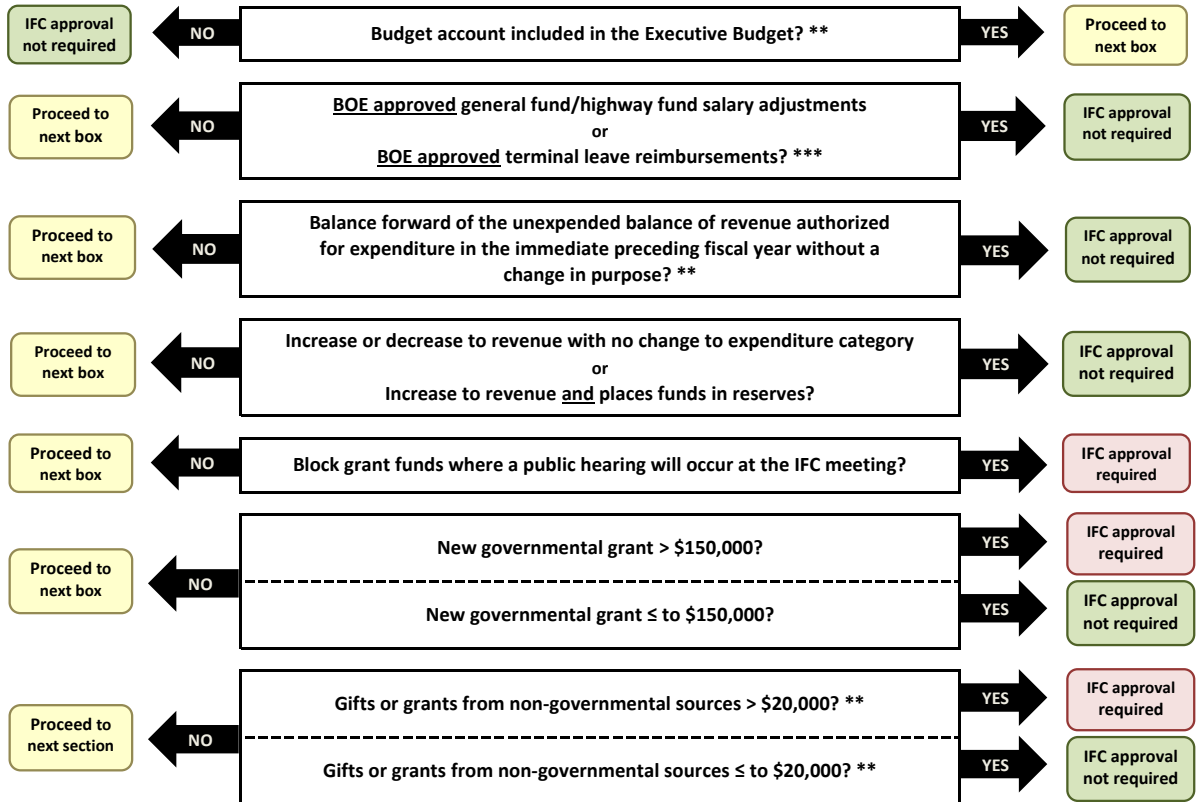 IFC approval
not required
NO
Budget account included in the Executive Budget? **
YES
Proceed to
next box
Proceed to
next box
NO
BOE approved general fund/highway fund salary adjustments
or
BOE approved terminal leave reimbursements? ***
YES
IFC approval
not required
Proceed to
next box
NO
Balance forward of the unexpended balance of revenue authorized
for expenditure in the immediate preceding fiscal year without a
change in purpose? **
YES
IFC approval
not required
Proceed to
next box
NO
Increase or decrease to revenue with no change to expenditure category
or
Increase to revenue and places funds in reserves?
YES
IFC approval
not required
Proceed to
next box
NO
Block grant funds where a public hearing will occur at the IFC meeting?
YES
IFC approval
required
Proceed to
next box
NO
New governmental grant > $150,000?
YES
IFC approval
required
New governmental grant ≤ to $150,000?
YES
IFC approval
not required
Proceed to
next section
NO
Gifts or grants from non-governmental sources > $20,000? **
YES
IFC approval
required
Gifts or grants from non-governmental sources ≤ to $20,000? **
YES
IFC approval
not required